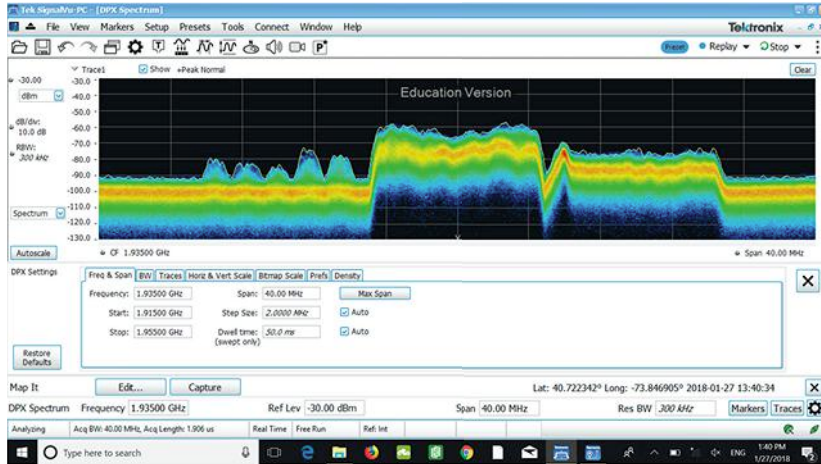 Tek SignalVu-PC - [DPX Spectrum]
File View Markers Setup Presets Tools Connect Window Help
Tektronix
Preset Replay Stop
Trace1 Show +Peak Normal Clear
-30.00
dBm
dB/div:
10.0 dB
RBW:
300 kHz
Spectrum
Autoscale
-30.0
-40.0
-50.0
-60.0
-70.0
-80.0
-90.0
-100.0
-110.0
-120.0
-130.0
Education Version
CF 1.93500 GHz
Span 40.00 MHz
DPX Settings
Freq & Span BW Traces Horiz & Vert Scale Bitmap Scale Prefs Density
Frequency: 1.93500 GHz Span: 40.00 MHz Max Span
Start: 1.91500 GHz Step Size: 2.0000 MHz Auto
Stop: 1.95500 GHz Dwell time: 50.0 ms Auto
(swept only)
Restore
Defaults
Map It Edit... Capture Lat: 40.722342º Long: -73.846905º 2018-01-27 13:40:34
DPX Spectrum Frequency 1.93500 GHz Ref Lev -30.00 dBm Span 40.00 MHz Res BW 300 kHz Markers Traces
Analyzing Acq BW: 40.00 MHz, Acq Length: 1.906 us Real Time Free Run Ref: Int
Type here to search
ENG
1:40 PM
1/27/2018